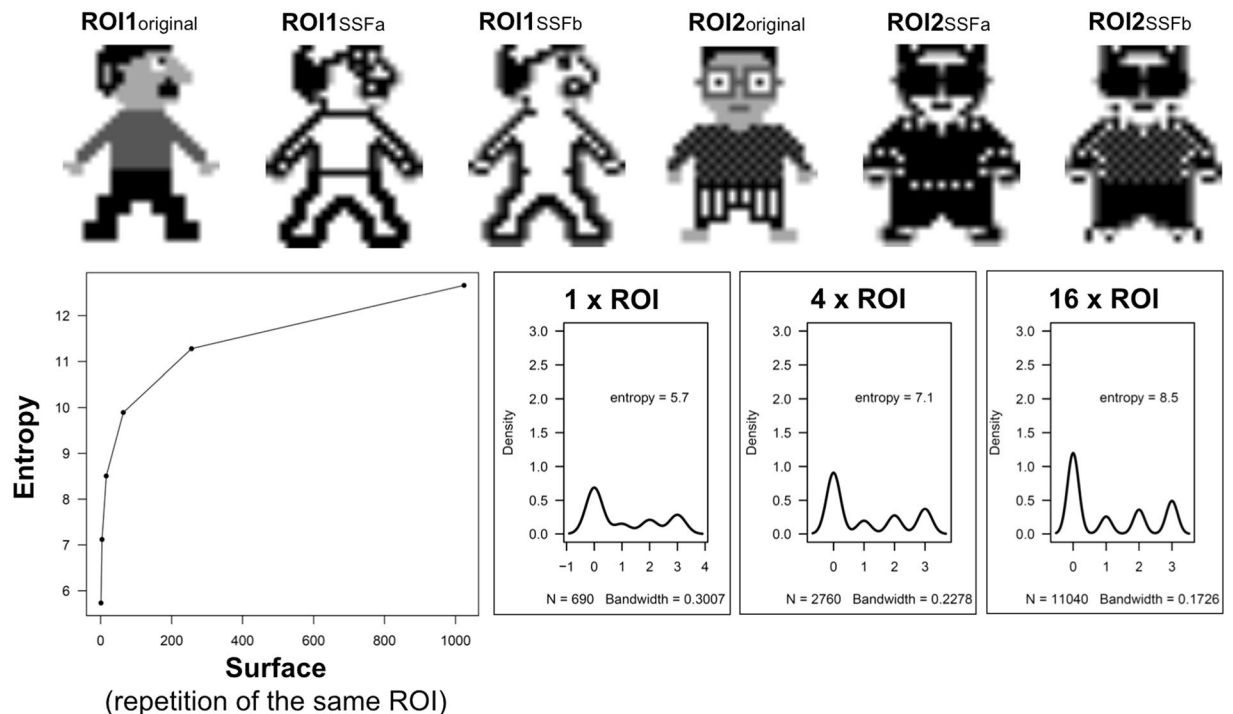 ROI1original ROI1SSFa ROI1SSFb ROI2original ROI2SSFa ROI2SSFb
Entropy
12
11
10
9
8
7
6
0 200 400 600 800 1000
Surface
(repetition of the same ROI)
1 x ROI
Density
3.0
2.5
2.0
1.5
1.0
0.5
0.0
entropy = 5.7
−1 0 1 2 3 4
N = 690 Bandwidth = 0.3007
4 x ROI
Density
3.0
2.5
2.0
1.5
1.0
0.5
0.0
entropy = 7.1
0 1 2 3
N = 2760 Bandwidth = 0.2278
16 x ROI
Density
3.0
2.5
2.0
1.5
1.0
0.5
0.0
entropy = 8.5
0 1 2 3
N = 11040 Bandwidth = 0.1726